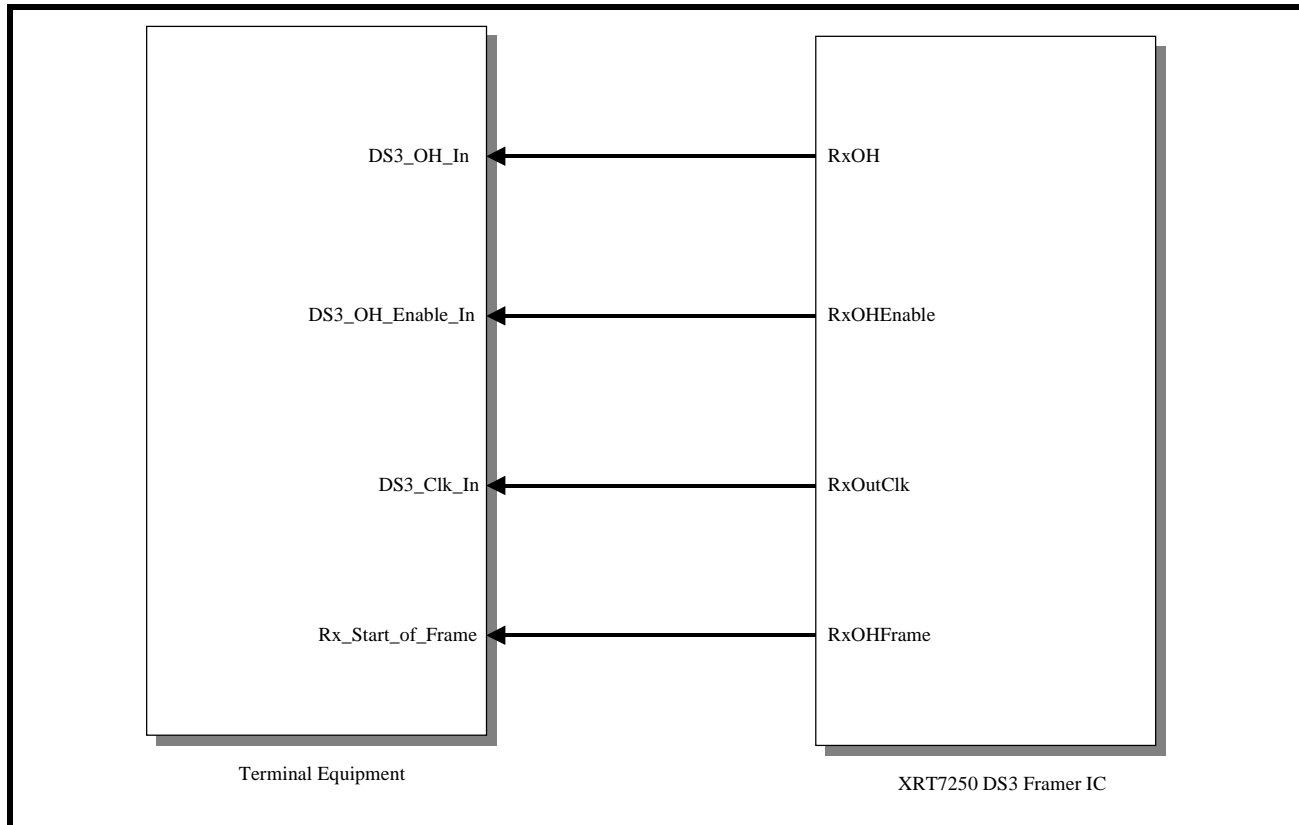 DS3_OH_In
RxOH
DS3_OH_Enable_In
RxOHEnable
DS3_Clk_In
RxOutClk
Rx_Start_of_Frame
RxOHFrame
Terminal Equipment
XRT7250 DS3 Framer IC